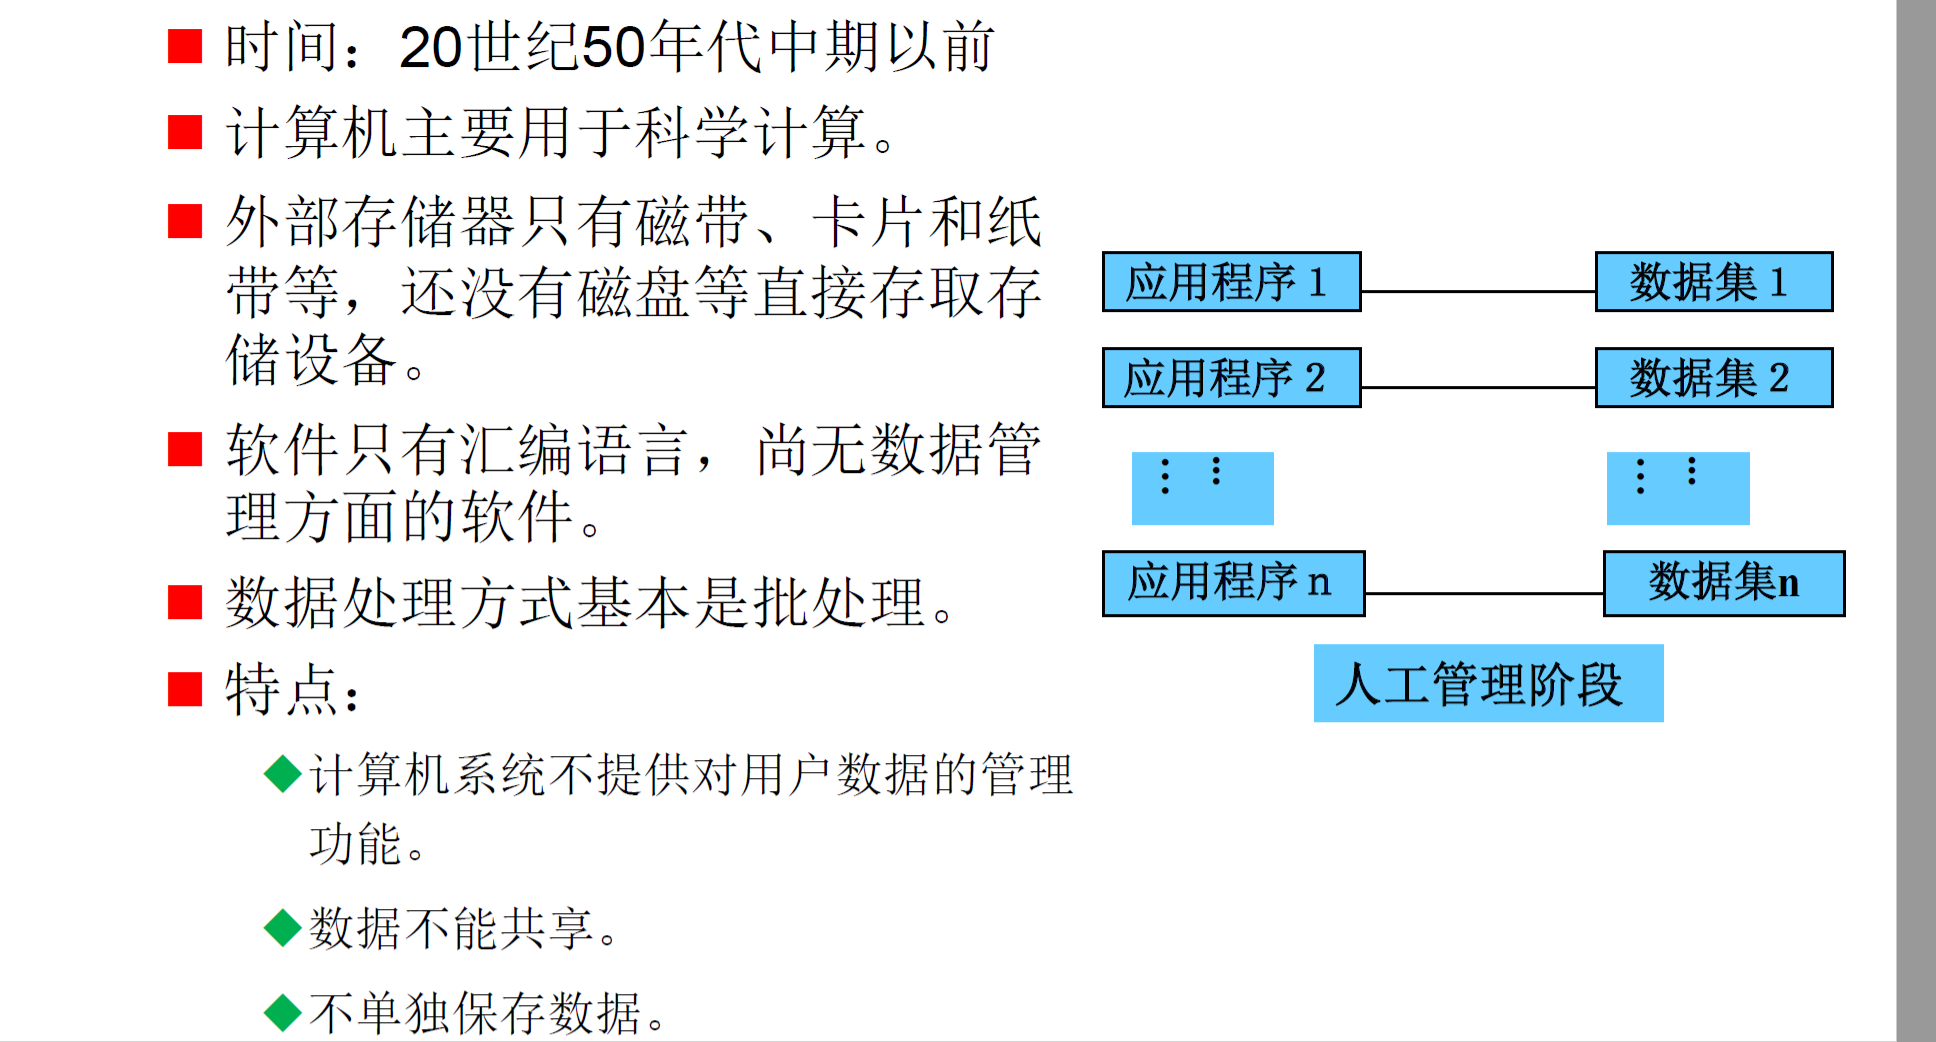 时间：20世纪50年代中期以前
计算机主要用于科学计算。
外部存储器只有磁带、卡片和纸
带等，还没有磁盘等直接存取存
储设备。
软件只有汇编语言，尚无数据管
理方面的软件。
数据处理方式基本是批处理。
特点：
计算机系统不提供对用户数据的管理
功能。
数据不能共享。
不单独保存数据。
应用程序1
数据集1
应用程序2
数据集2
⋮ ⋮
⋮ ⋮
应用程序n
数据集n
人工管理阶段